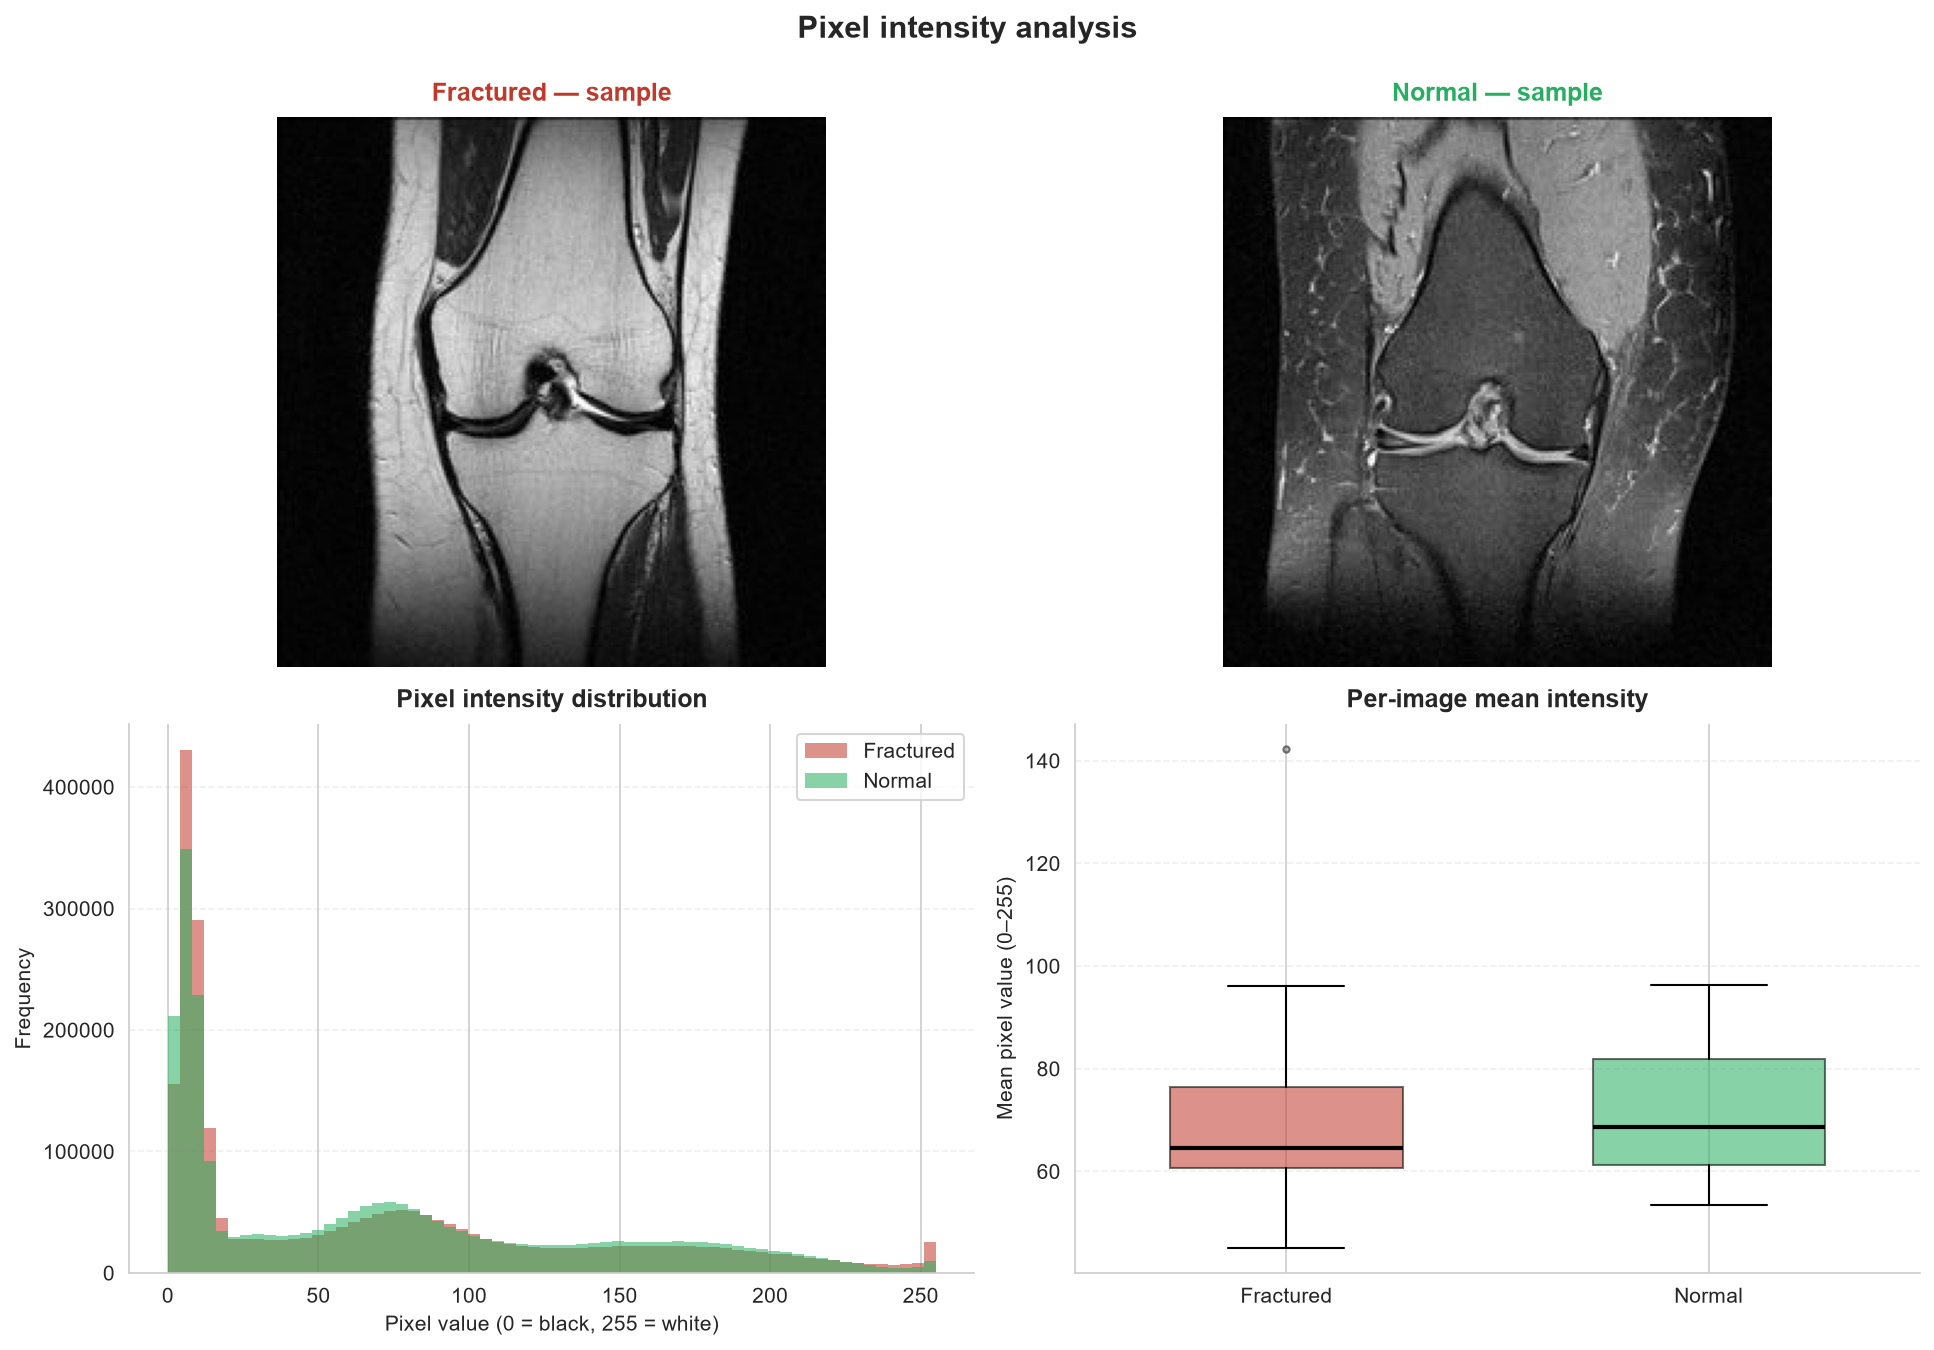 Pixel intensity analysis
Fractured — sample
Normal — sample
Pixel intensity distribution
Fractured
Normal
400000
300000
200000
100000
0
Frequency
0 50 100 150 200 250
Pixel value (0 = black, 255 = white)
Per-image mean intensity
140
120
100
80
60
Mean pixel value (0–255)
Fractured Normal